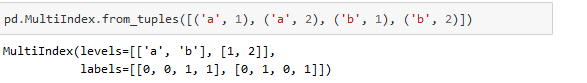 pd.MultiIndex.from_tuples([('a', 1), ('a', 2), ('b', 1), ('b', 2)])
MultiIndex(levels=[['a', 'b'], [1, 2]],
           labels=[[0, 0, 1, 1], [0, 1, 0, 1]])